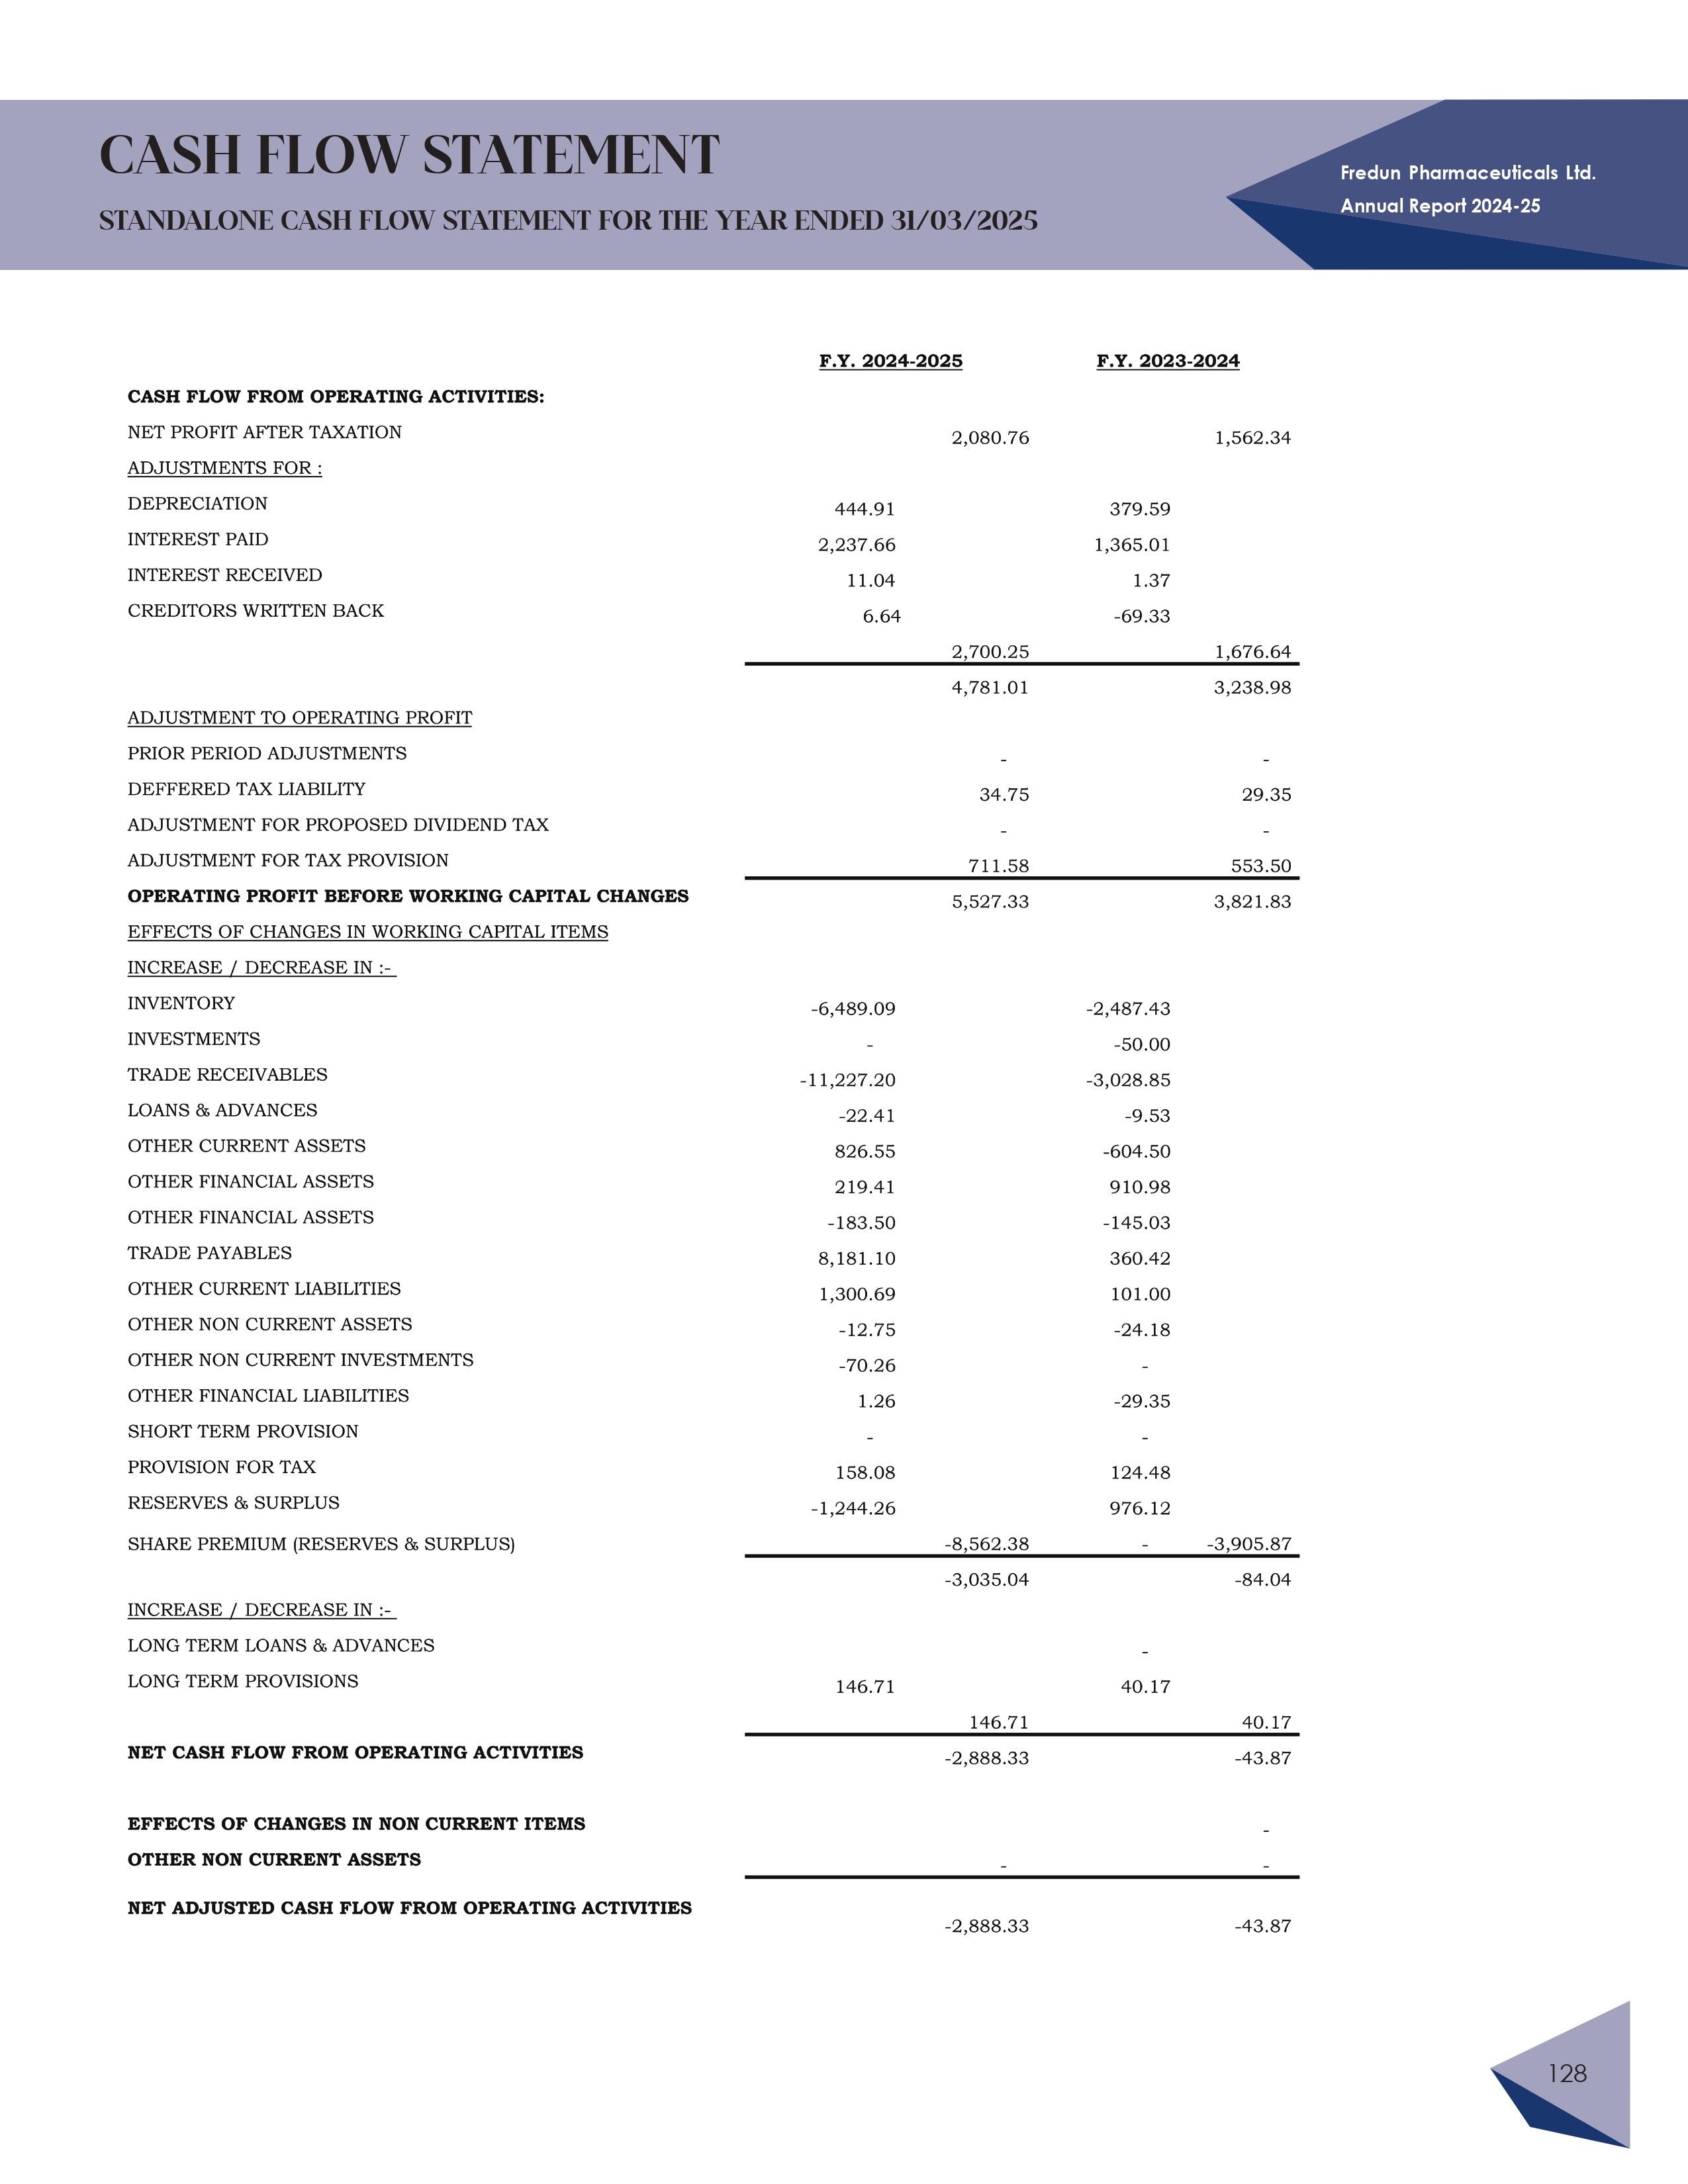 CASH FLOW STATEMENT
STANDALONE CASH FLOW STATEMENT FOR THE YEAR ENDED 31/03/2025
Fredun Pharmaceuticals Ltd.
Annual Report 2024-25
F.Y. 2024-2025 F.Y. 2023-2024
CASH FLOW FROM OPERATING ACTIVITIES:
NET PROFIT AFTER TAXATION 2,080.76 1,562.34
ADJUSTMENTS FOR :
DEPRECIATION 444.91 379.59
INTEREST PAID 2,237.66 1,365.01
INTEREST RECEIVED 11.04 1.37
CREDITORS WRITTEN BACK 6.64 -69.33
2,700.25 1,676.64
4,781.01 3,238.98
ADJUSTMENT TO OPERATING PROFIT
PRIOR PERIOD ADJUSTMENTS - -
DEFFERED TAX LIABILITY 34.75 29.35
ADJUSTMENT FOR PROPOSED DIVIDEND TAX - -
ADJUSTMENT FOR TAX PROVISION 711.58 553.50
OPERATING PROFIT BEFORE WORKING CAPITAL CHANGES 5,527.33 3,821.83
EFFECTS OF CHANGES IN WORKING CAPITAL ITEMS
INCREASE / DECREASE IN :-
INVENTORY -6,489.09 -2,487.43
INVESTMENTS - -50.00
TRADE RECEIVABLES -11,227.20 -3,028.85
LOANS & ADVANCES -22.41 -9.53
OTHER CURRENT ASSETS 826.55 -604.50
OTHER FINANCIAL ASSETS 219.41 910.98
OTHER FINANCIAL ASSETS -183.50 -145.03
TRADE PAYABLES 8,181.10 360.42
OTHER CURRENT LIABILITIES 1,300.69 101.00
OTHER NON CURRENT ASSETS -12.75 -24.18
OTHER NON CURRENT INVESTMENTS -70.26 -
OTHER FINANCIAL LIABILITIES 1.26 -29.35
SHORT TERM PROVISION - -
PROVISION FOR TAX 158.08 124.48
RESERVES & SURPLUS -1,244.26 976.12
SHARE PREMIUM (RESERVES & SURPLUS) -8,562.38 - -3,905.87
-3,035.04 -84.04
INCREASE / DECREASE IN :-
LONG TERM LOANS & ADVANCES -
LONG TERM PROVISIONS 146.71 40.17
146.71 40.17
NET CASH FLOW FROM OPERATING ACTIVITIES -2,888.33 -43.87
EFFECTS OF CHANGES IN NON CURRENT ITEMS -
OTHER NON CURRENT ASSETS - -
NET ADJUSTED CASH FLOW FROM OPERATING ACTIVITIES -2,888.33 -43.87
128